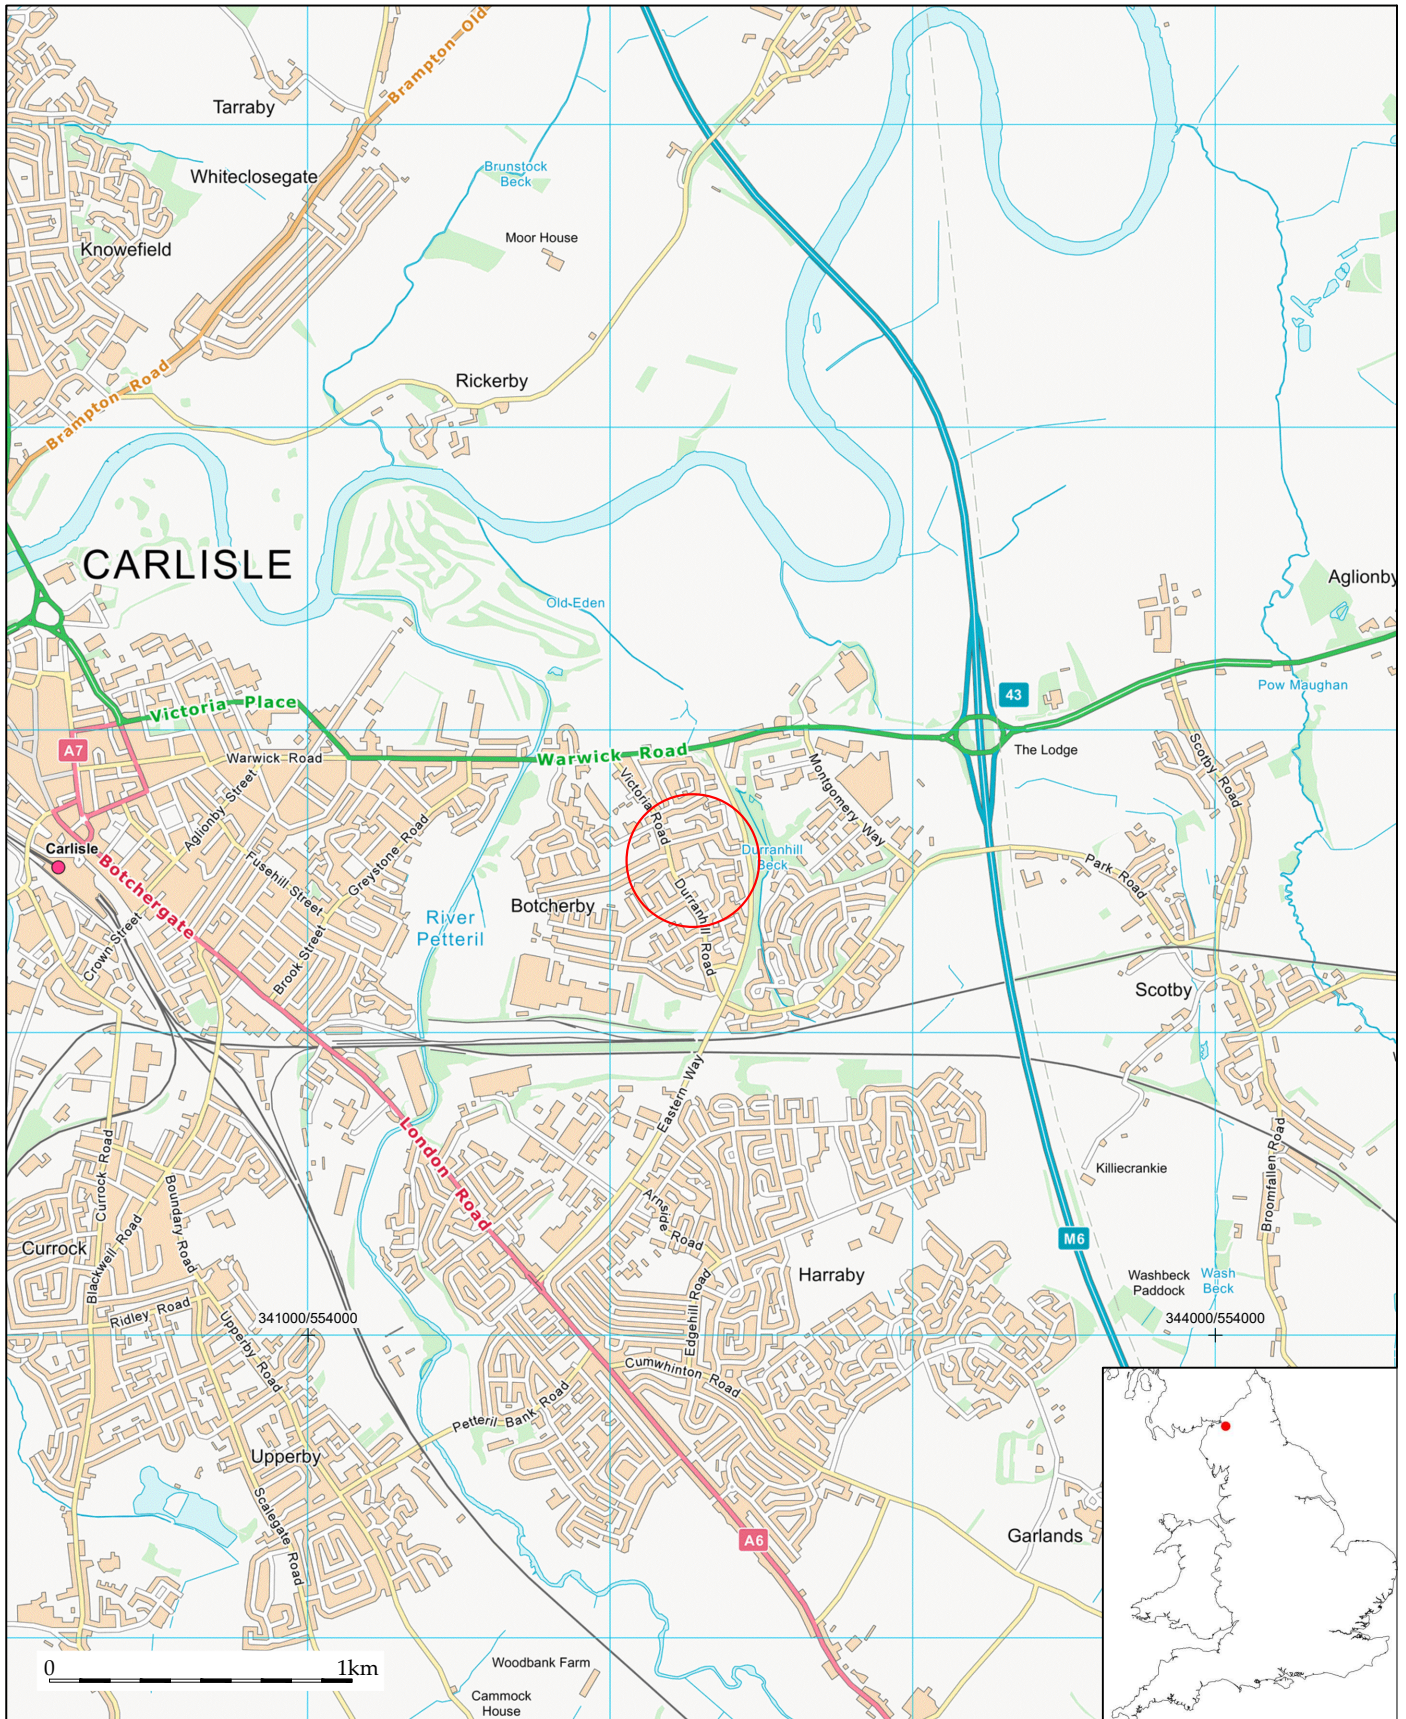 Brampton Old
Tarraby
Brunstock
Beck
Whiteclosegate
Moor House
Knowefield
Brampton Road
Rickerby
CARLISLE
Aglionby
Old Eden
Pow Maughan
43
Victoria Place
A7
Warwick Road
Warwick Road
The Lodge
Scotby Road
Victoria Road
Montgomery Way
Aglionby Street
Greystone Road
Carlisle
Durranhill
Beck
Park Road
Botchergate
Fusehill Street
Durranhill Road
Botcherby
River
Petteril
Crown Street
Brook Street
Scotby
Eastern Way
London Road
Currock Road
Killiecrankie
Broomfallen Road
Boundary Road
Arnside Road
Blackwell Road
Currock
M6
Harraby
Washbeck
Paddock
Wash
Beck
Edgehill Road
Ridley Road
341000/554000
344000/554000
Upperby Road
Cumwhinton Road
Petteril Bank Road
Upperby
Scalegate Road
A6
Garlands
0 1km
Woodbank Farm
Cammock
House